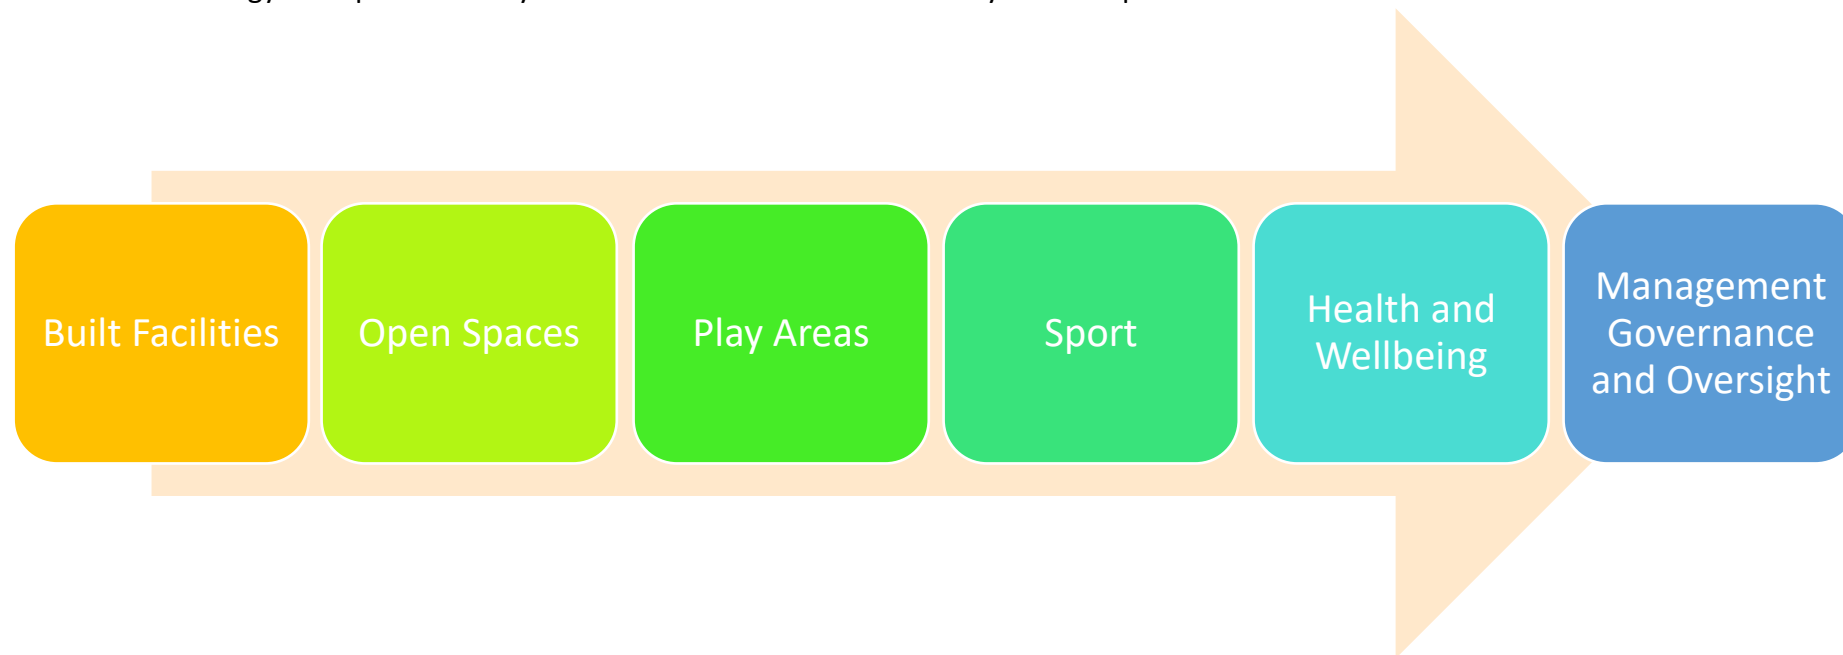 Built Facilities
Open Spaces
Play Areas
Sport
Health and
Wellbeing
Management
Governance
and Oversight